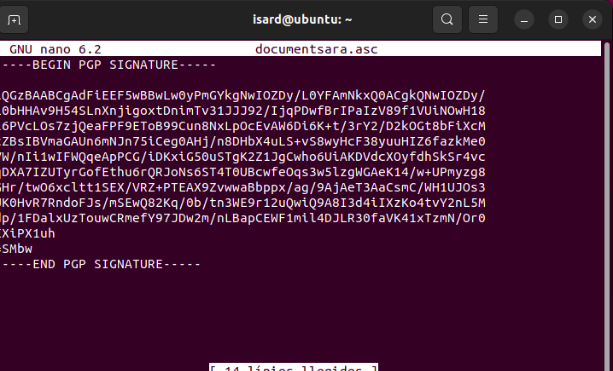 isard@ubuntu: ~
GNU nano 6.2 documentsara.asc
----BEGIN PGP SIGNATURE-----
QGzBAABCgAdFiEEF5wBBwLw0yPmGYkgNwIOZDy/L0YFAmNkxQ0ACgkQNwIOZDy/
0bHHAv9H54SLnXnjigoxtDnimTv31JJJ92/IjqPDwfBrIPaIzV89f1VUiNOwH18
6PVcLOs7zjQeaFPF9EToB99Cun8NxLpOcEvAW6Di6K+t/3rY2/D2kOGt8bFiXcM
ZBsIBVmaGAUn6mNJn75iCeg0AHj/n8DHbX4uLS+vS8wyHcF38yuuHIZ6fazkMe0
W/nIi1wIFWQqeApPCG/iDKxiG50uSTgK2Z1JgCwho6UiAKDVdcXOyfdhSkSr4vc
DXA7IZUTyrGofEthu6rQRJoNs6ST4T0UBcwfeOqs3w5lzgWGAeK14/w+UPmyzg8
Hr/twO6xcltt1SEX/VRZ+PTEAX9ZvwwaBbppx/ag/9AjAeT3AaCsmC/WH1UJOs3
K0HvR7RndoFJs/mSEwQ82Kq/0b/tn3WE9r12uQwiQ9A8I3d4iIXzKo4tvY2nL5M
p/1FDalxUzTouwCRmefY97JDw2m/nLBapCEWF1mil4DJLR30faVK41xTzmN/Or0
XiPX1uh
SMbw
----END PGP SIGNATURE-----
[ 14 línies llegides ]